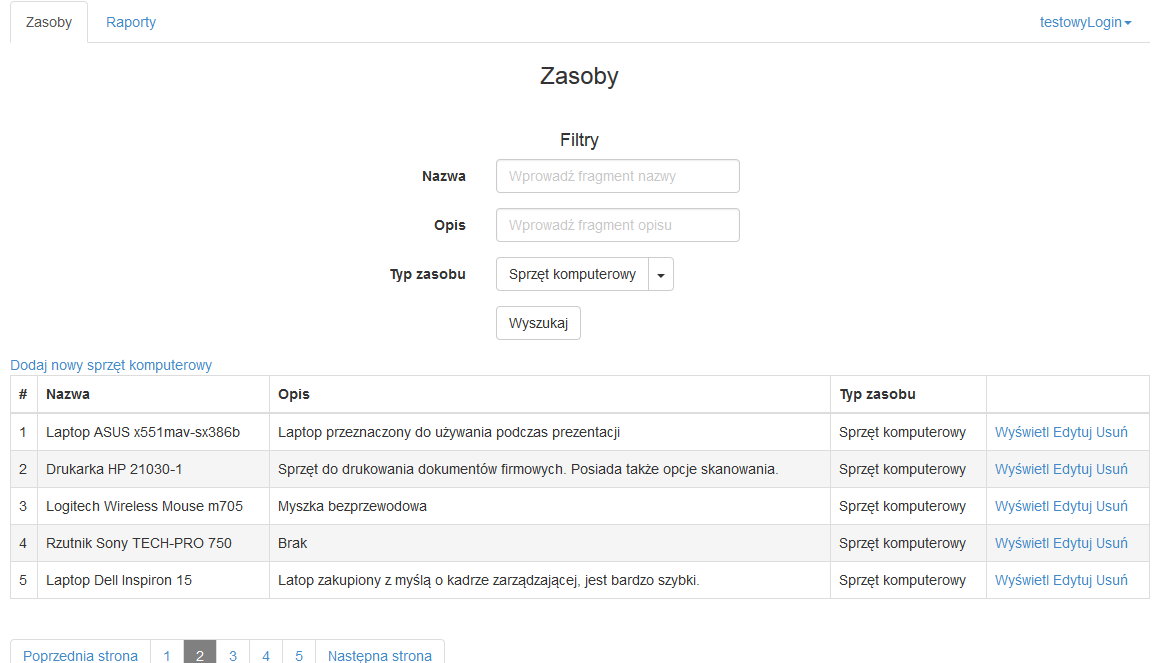 Zasoby Raporty testowyLogin
Zasoby
Filtry
Nazwa Wprowadź fragment nazwy
Opis Wprowadź fragment opisu
Typ zasobu Sprzęt komputerowy
Wyszukaj
Dodaj nowy sprzęt komputerowy
# Nazwa Opis Typ zasobu
1 Laptop ASUS x551mav-sx386b Laptop przeznaczony do używania podczas prezentacji Sprzęt komputerowy Wyświetl Edytuj Usuń
2 Drukarka HP 21030-1 Sprzęt do drukowania dokumentów firmowych. Posiada także opcje skanowania. Sprzęt komputerowy Wyświetl Edytuj Usuń
3 Logitech Wireless Mouse m705 Myszka bezprzewodowa Sprzęt komputerowy Wyświetl Edytuj Usuń
4 Rzutnik Sony TECH-PRO 750 Brak Sprzęt komputerowy Wyświetl Edytuj Usuń
5 Laptop Dell Inspiron 15 Latop zakupiony z myślą o kadrze zarządzającej, jest bardzo szybki. Sprzęt komputerowy Wyświetl Edytuj Usuń
Poprzednia strona 1 2 3 4 5 Następna strona